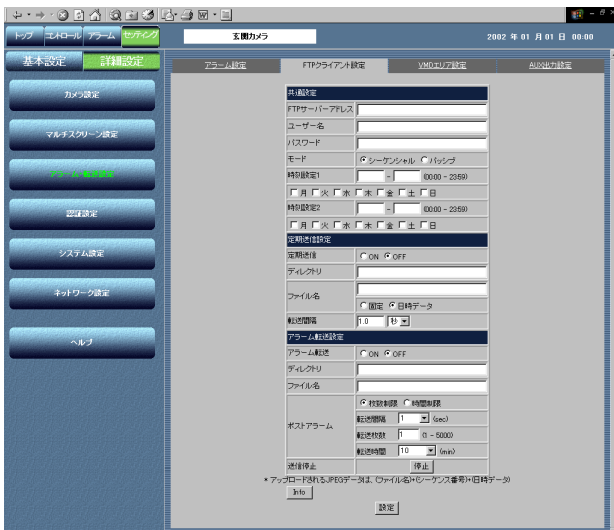 トップ コントロール アラーム セッティング
玄関カメラ
2002 年 01 月 01 日 00:00
基本設定 詳細設定
アラーム設定 FTPクライアント設定 VMDエリア設定 AUX出力設定
カメラ設定
マルチスクリーン設定
アラーム・転送設定
認証設定
システム設定
ネットワーク設定
ヘルプ
共通設定
FTPサーバーアドレス
ユーザー名
パスワード
モード シーケンシャル パッシブ
時刻設定1 - (00:00 - 23:59)
月 火 水 木 金 土 日
時刻設定2 - (00:00 - 23:59)
月 火 水 木 金 土 日
定期送信設定
定期送信 ON OFF
ディレクトリ
ファイル名
固定 日時データ
転送間隔 1.0 秒
アラーム転送設定
アラーム転送 ON OFF
ディレクトリ
ファイル名
ポストアラーム
枚数制限 時間制限
転送間隔 1 (sec)
転送枚数 1 (1 - 5000)
転送時間 10 (min)
送信停止 停止
* アップロードされるJPEGデータは、(ファイル名)+(シーケンス番号)+(日時データ)
Info
設定